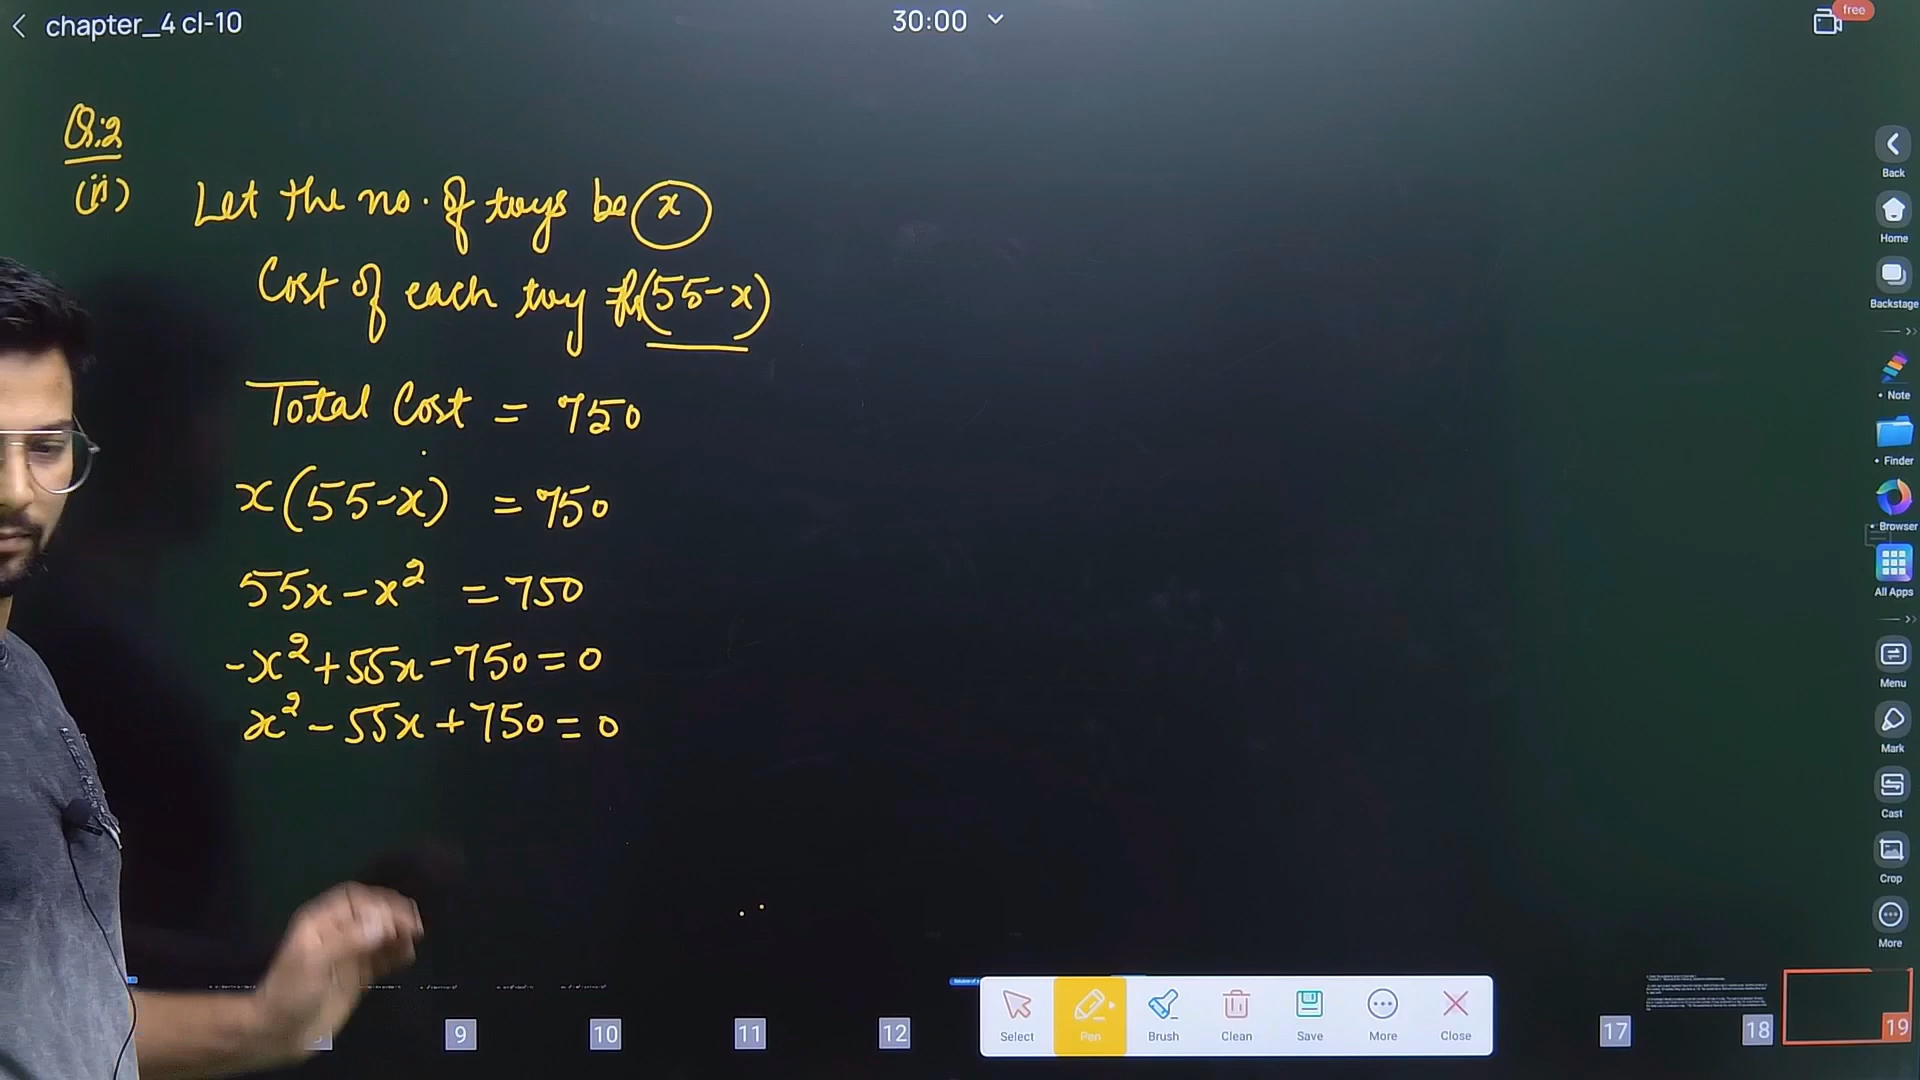 chapter_4 cl-10
30:00
free
Q:2
(ii) Let the no. of toys be x
Cost of each toy (55-x)
Total Cost = 750
x(55-x) = 750
55x-x² = 750
-x²+55x-750=0
x²-55x+750=0
Back
Home
Backstage
Note
Finder
Browser
All Apps
Menu
Mark
Cast
Crop
More
9
10
11
12
Select
Pen
Brush
Clean
Save
More
Close
17
18
19